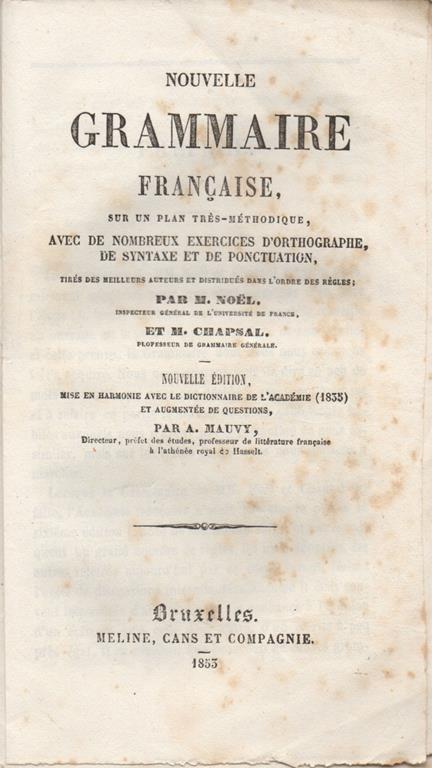 NOUVELLE
GRAMMAIRE
FRANÇAISE,
SUR UN PLAN TRÈS-MÉTHODIQUE,
AVEC DE NOMBREUX EXERCICES D'ORTHOGRAPHE,
DE SYNTAXE ET DE PONCTUATION,
TIRÉS DES MEILLEURS AUTEURS ET DISTRIBUÉS DANS L'ORDRE DES RÈGLES;
PAR M. NOËL,
INSPECTEUR GÉNÉRAL DE L'UNIVERSITÉ DE FRANCE,
ET M. CHAPSAL,
PROFESSEUR DE GRAMMAIRE GÉNÉRALE.
NOUVELLE ÉDITION,
MISE EN HARMONIE AVEC LE DICTIONNAIRE DE L'ACADÉMIE (1835)
ET AUGMENTÉE DE QUESTIONS,
PAR A. MAUVY,
Directeur, préfet des études, professeur de littérature française
à l'athénée royal de Hasselt.
Bruxelles.
MELINE, CANS ET COMPAGNIE.
1853